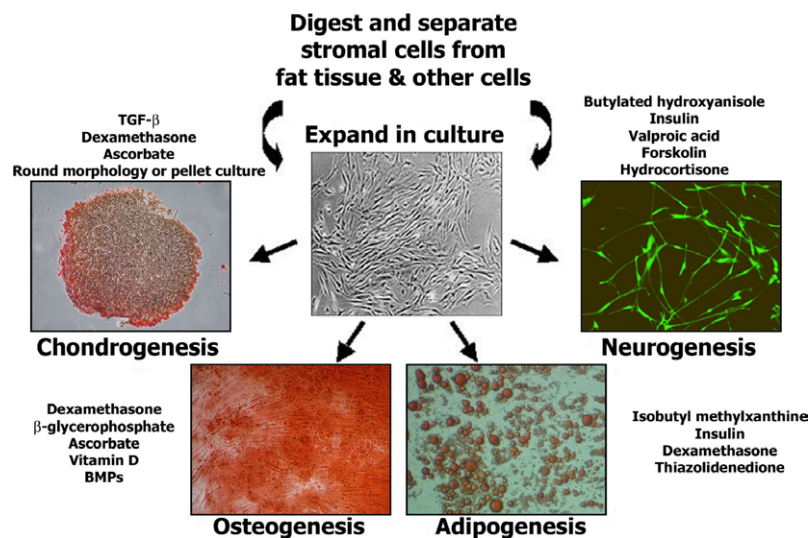 Digest and separate
stromal cells from
fat tissue & other cells
Expand in culture
TGF-β
Dexamethasone
Ascorbate
Round morphology or pellet culture
Chondrogenesis
Butylated hydroxyanisole
Insulin
Valproic acid
Forskolin
Hydrocortisone
Neurogenesis
Dexamethasone
β-glycerophosphate
Ascorbate
Vitamin D
BMPs
Osteogenesis
Adipogenesis
Isobutyl methylxanthine
Insulin
Dexamethasone
Thiazolidenedione